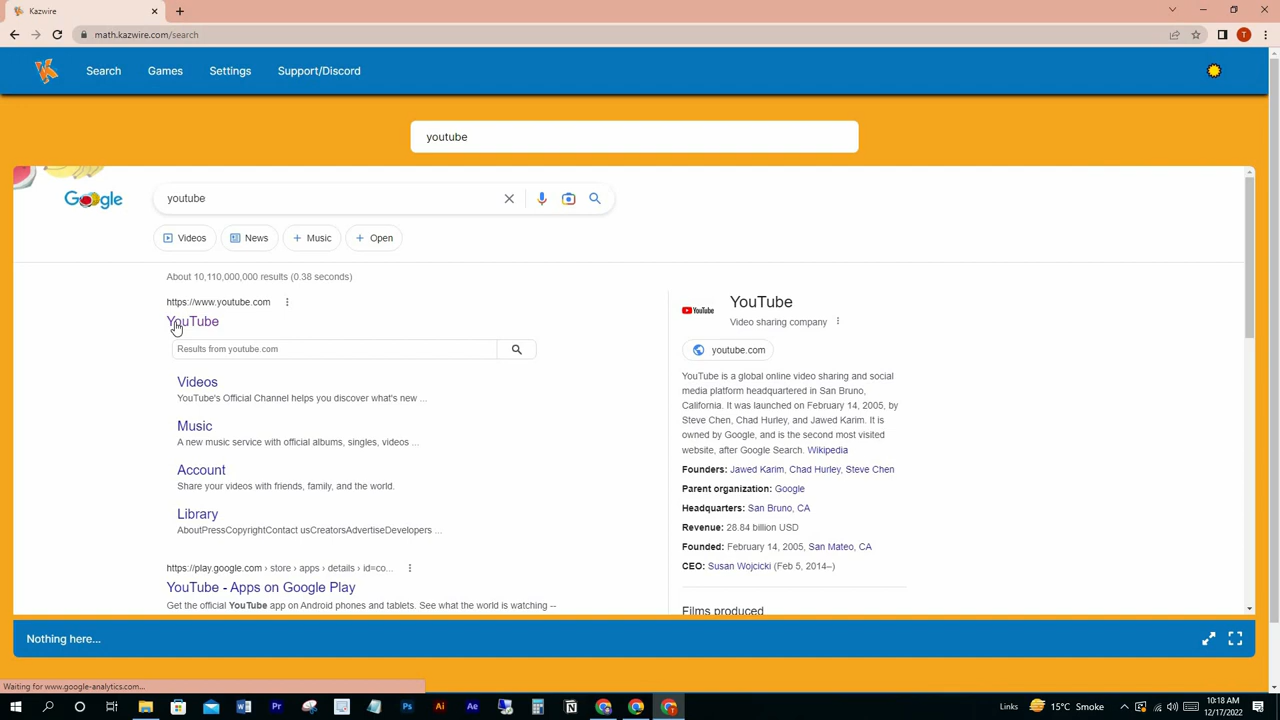 Kazwire
math.kazwire.com/search
T
Search
Games
Settings
Support/Discord
youtube
Google
youtube
Videos
News
Music
Open
About 10,110,000,000 results (0.38 seconds)
https://www.youtube.com
YouTube
Results from youtube.com
Videos
YouTube's Official Channel helps you discover what's new ...
Music
A new music service with official albums, singles, videos ...
Account
Share your videos with friends, family, and the world.
Library
AboutPressCopyrightContact usCreatorsAdvertiseDevelopers ...
https://play.google.com › store › apps › details › id=co...
YouTube - Apps on Google Play
Get the official YouTube app on Android phones and tablets. See what the world is watching --
YouTube
YouTube
Video sharing company
youtube.com
YouTube is a global online video sharing and social
media platform headquartered in San Bruno,
California. It was launched on February 14, 2005, by
Steve Chen, Chad Hurley, and Jawed Karim. It is
owned by Google, and is the second most visited
website, after Google Search. Wikipedia
Founders: Jawed Karim, Chad Hurley, Steve Chen
Parent organization: Google
Headquarters: San Bruno, CA
Revenue: 28.84 billion USD
Founded: February 14, 2005, San Mateo, CA
CEO: Susan Wojcicki (Feb 5, 2014–)
Films produced
Nothing here...
Waiting for www.google-analytics.com...
W
Pr
Ps
Ai
Ae
N
Links
15°C Smoke
10:18 AM
12/17/2022